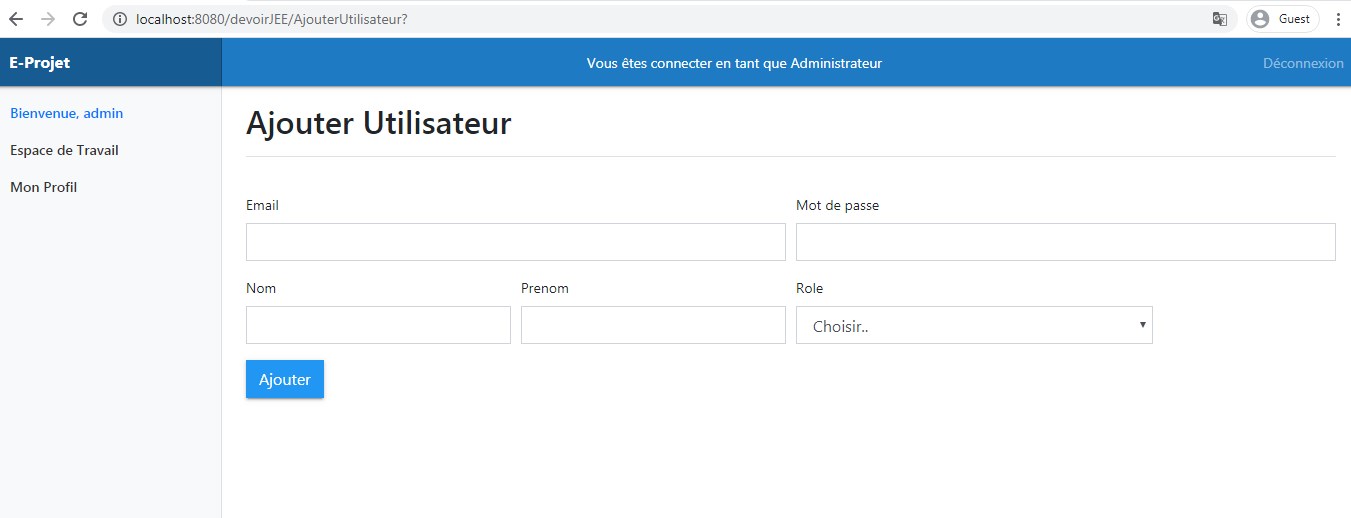 localhost:8080/devoirJEE/AjouterUtilisateur?
Guest
E-Projet
Vous êtes connecter en tant que Administrateur
Déconnexion
Bienvenue, admin
Espace de Travail
Mon Profil
Ajouter Utilisateur
Email
Mot de passe
Nom
Prenom
Role
Choisir..
Ajouter